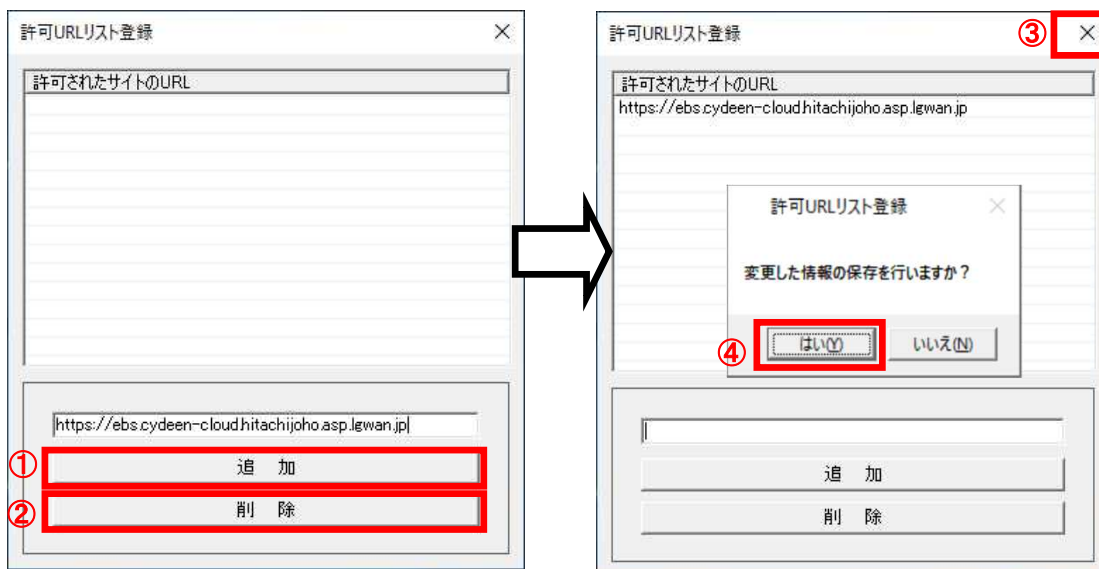 許可URLリスト登録
許可されたサイトのURL
https://ebs.cydeen-cloud.hitachijoho.asp.lgwan.jp
① 追 加
② 削 除
許可URLリスト登録
③
許可されたサイトのURL
https://ebs.cydeen-cloud.hitachijoho.asp.lgwan.jp
許可URLリスト登録
変更した情報の保存を行いますか？
④ はい(Y) いいえ(N)
追 加
削 除